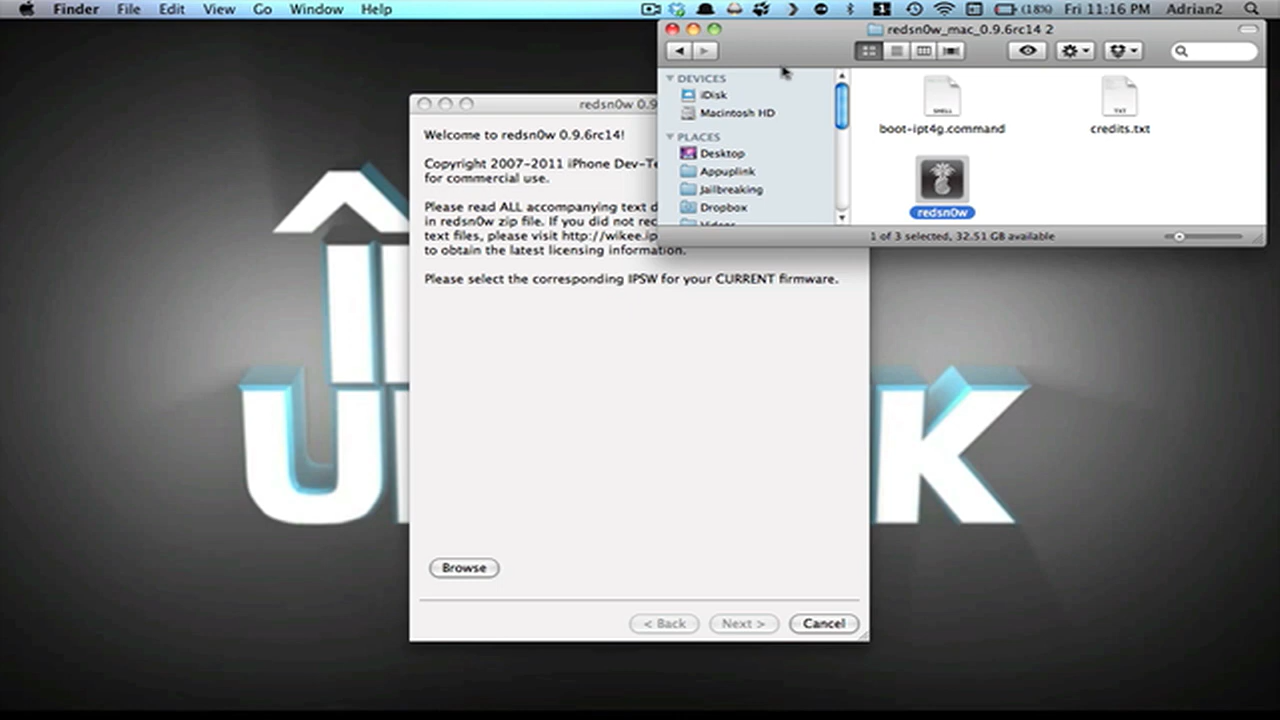 Finder File Edit View Go Window Help
(18%) Fri 11:16 PM Adrian2
redsn0w_mac_0.9.6rc14 2
DEVICES
iDisk
Macintosh HD
PLACES
Desktop
Appuplink
Jailbreaking
Dropbox
boot-ipt4g.command
credits.txt
SHELL
TXT
redsn0w
1 of 3 selected, 32.51 GB available
redsn0w 0.9
Welcome to redsn0w 0.9.6rc14!
Copyright 2007-2011 iPhone Dev-Te
for commercial use.
Please read ALL accompanying text d
in redsn0w zip file. If you did not rec
text files, please visit http://wikee.ip
to obtain the latest licensing information.
Please select the corresponding IPSW for your CURRENT firmware.
Browse
< Back Next > Cancel
U K